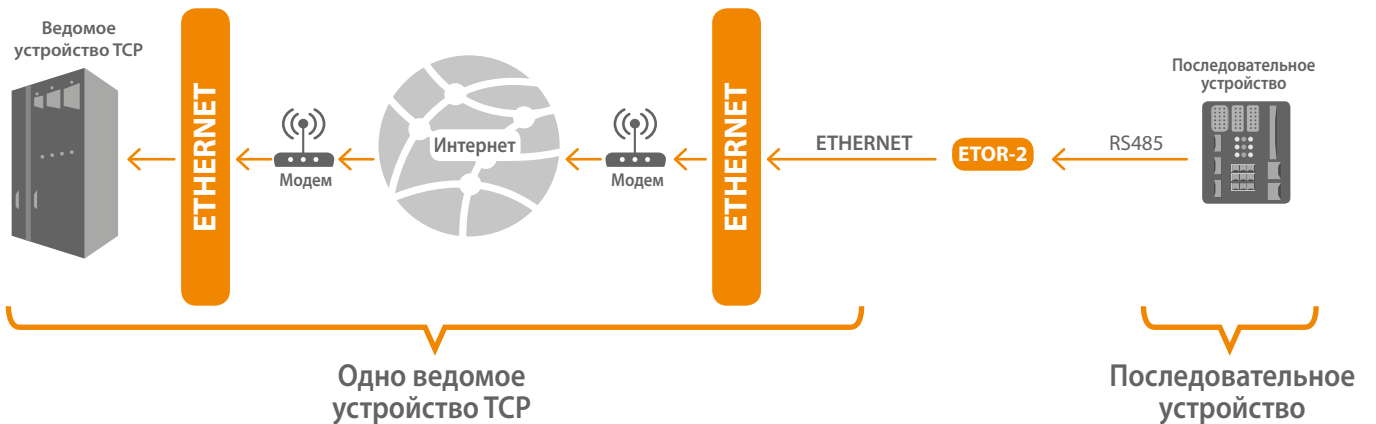 Ведомое
устройство TCP
ETHERNET
Модем
Интернет
Модем
ETHERNET
ETHERNET
ETOR-2
RS485
Последовательное
устройство
Одно ведомое
устройство TCP
Последовательное
устройство